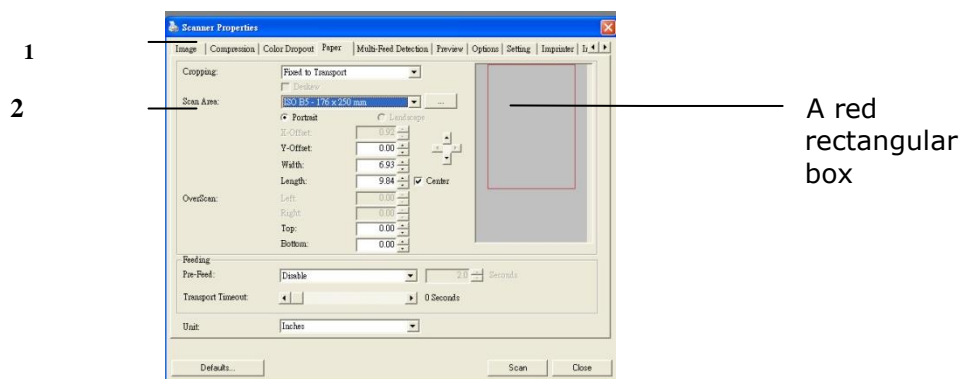 Scanner Properties
Image Compression Color Dropout Paper Multi-Feed Detection Preview Options Setting Imprinter
1
Cropping: Fixed to Transport
Deskew
2
Scan Area: ISO B5 - 176 x 250 mm ...
Portrait Landscape
X-Offset: 0.92
Y-Offset: 0.00
Width: 6.93
Length: 9.84 Center
OverScan: Left: 0.00
Right: 0.00
Top: 0.00
Bottom: 0.00
Feeding
Pre-Feed: Disable 2.0 Seconds
Transport Timeout: 0 Seconds
Unit: Inches
Defaults... Scan Close
A red
rectangular
box